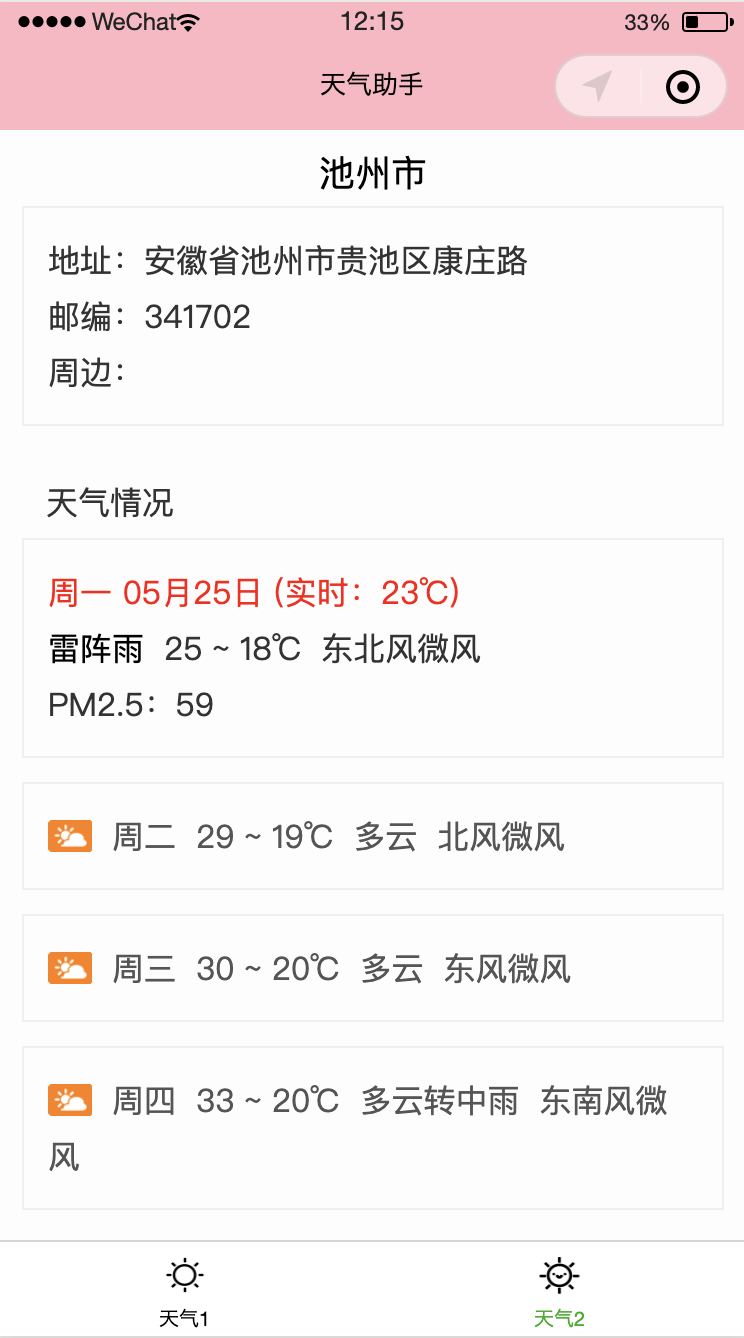 ●●●●● WeChat 12:15 33%
天气助手
池州市
地址：安徽省池州市贵池区康庄路
邮编：341702
周边：
天气情况
周一 05月25日 (实时：23℃)
雷阵雨 25 ~ 18℃ 东北风微风
PM2.5：59
周二 29 ~ 19℃ 多云 北风微风
周三 30 ~ 20℃ 多云 东风微风
周四 33 ~ 20℃ 多云转中雨 东南风微
风
天气1 天气2